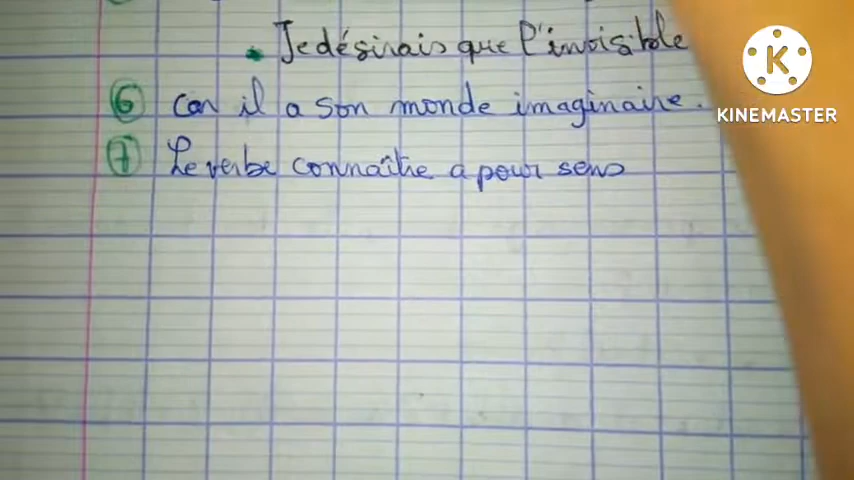 Je désirais que l'invisible
6 car il a son monde imaginaire.
7 Le verbe connaître a pour sens
K
KINEMASTER